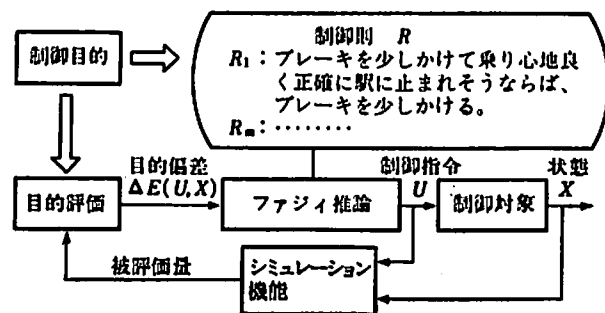 制御目的
制御則 R
R1：ブレーキを少しかけて乗り心地良
く正確に駅に止まれそうならば、
ブレーキを少しかける。
Rm：········
目的評価
目的偏差
ΔE(U,X)
ファジィ推論
制御指令
U
制御対象
状態
X
被評価量
シミュレーション
機能